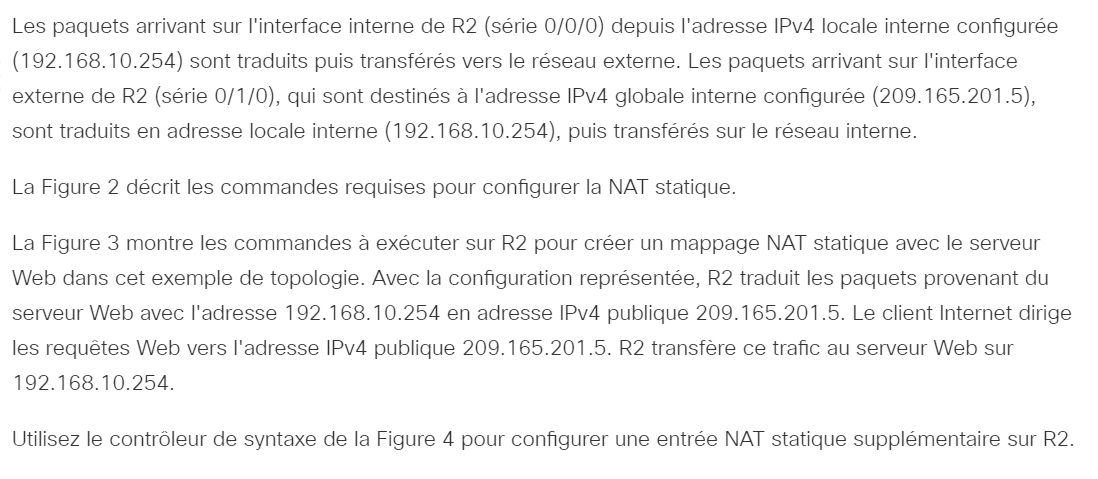 Les paquets arrivant sur l'interface interne de R2 (série 0/0/0) depuis l'adresse IPv4 locale interne configurée
(192.168.10.254) sont traduits puis transférés vers le réseau externe. Les paquets arrivant sur l'interface
externe de R2 (série 0/1/0), qui sont destinés à l'adresse IPv4 globale interne configurée (209.165.201.5),
sont traduits en adresse locale interne (192.168.10.254), puis transférés sur le réseau interne.
La Figure 2 décrit les commandes requises pour configurer la NAT statique.
La Figure 3 montre les commandes à exécuter sur R2 pour créer un mappage NAT statique avec le serveur
Web dans cet exemple de topologie. Avec la configuration représentée, R2 traduit les paquets provenant du
serveur Web avec l'adresse 192.168.10.254 en adresse IPv4 publique 209.165.201.5. Le client Internet dirige
les requêtes Web vers l'adresse IPv4 publique 209.165.201.5. R2 transfère ce trafic au serveur Web sur
192.168.10.254.
Utilisez le contrôleur de syntaxe de la Figure 4 pour configurer une entrée NAT statique supplémentaire sur R2.